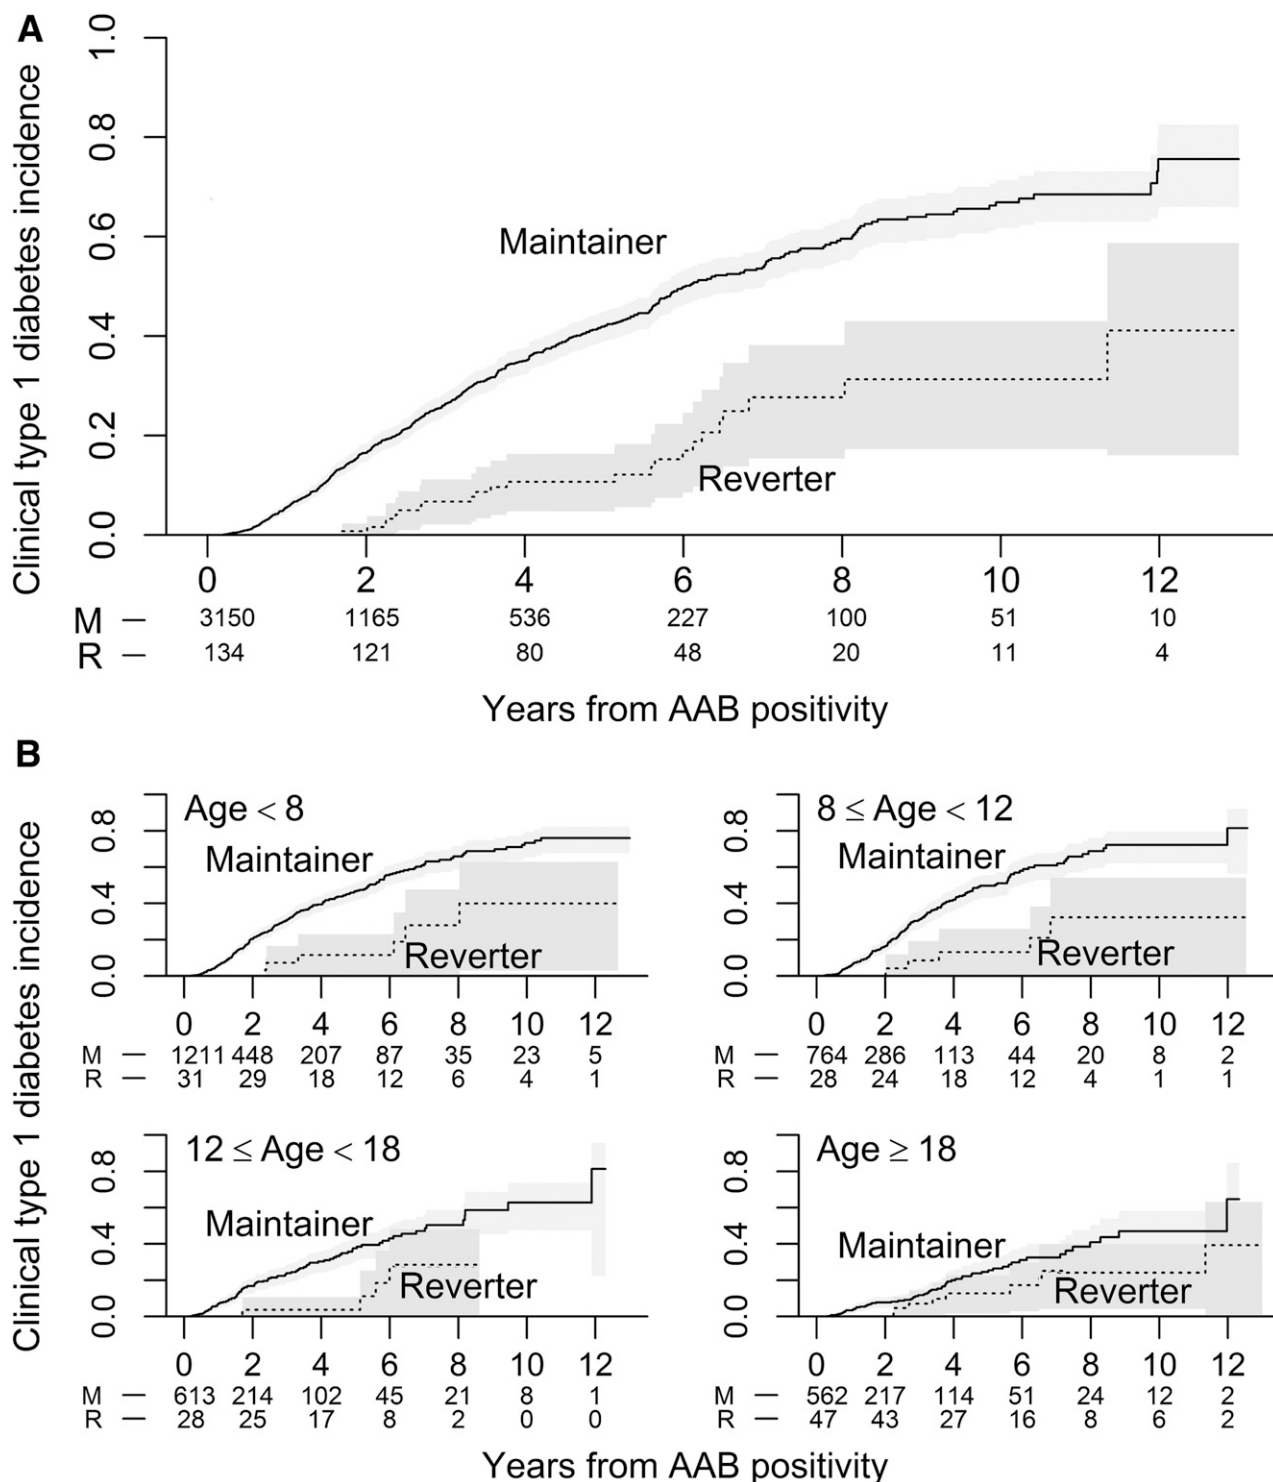 A
Clinical type 1 diabetes incidence
1.0
0.8
0.6
0.4
0.2
0.0
Maintainer
Reverter
0 2 4 6 8 10 12
M — 3150 1165 536 227 100 51 10
R — 134 121 80 48 20 11 4
Years from AAB positivity
B
Clinical type 1 diabetes incidence
Age < 8
Maintainer
Reverter
0.8
0.4
0.0
0 2 4 6 8 10 12
M — 1211 448 207 87 35 23 5
R — 31 29 18 12 6 4 1
8 ≤ Age < 12
Maintainer
Reverter
0.8
0.4
0.0
0 2 4 6 8 10 12
M — 764 286 113 44 20 8 2
R — 28 24 18 12 4 1 1
12 ≤ Age < 18
Maintainer
Reverter
0.8
0.4
0.0
0 2 4 6 8 10 12
M — 613 214 102 45 21 8 1
R — 28 25 17 8 2 0 0
Age ≥ 18
Maintainer
Reverter
0.8
0.4
0.0
0 2 4 6 8 10 12
M — 562 217 114 51 24 12 2
R — 47 43 27 16 8 6 2
Years from AAB positivity